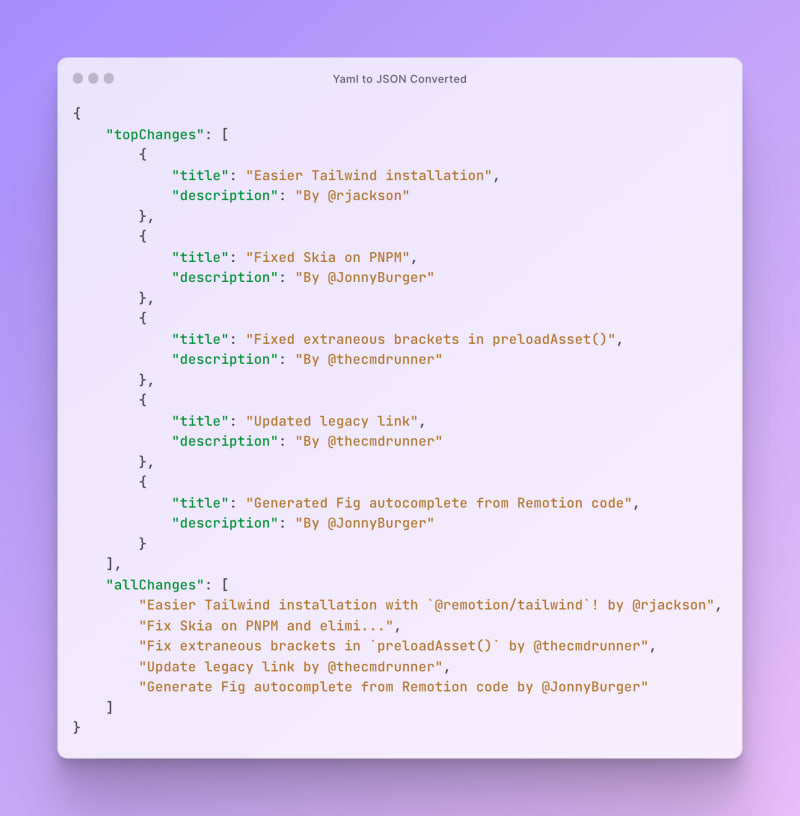 Yaml to JSON Converted
{
    "topChanges": [
        {
            "title": "Easier Tailwind installation",
            "description": "By @rjackson"
        },
        {
            "title": "Fixed Skia on PNPM",
            "description": "By @JonnyBurger"
        },
        {
            "title": "Fixed extraneous brackets in preloadAsset()",
            "description": "By @thecmdrunner"
        },
        {
            "title": "Updated legacy link",
            "description": "By @thecmdrunner"
        },
        {
            "title": "Generated Fig autocomplete from Remotion code",
            "description": "By @JonnyBurger"
        }
    ],
    "allChanges": [
        "Easier Tailwind installation with `@remotion/tailwind`! by @rjackson",
        "Fix Skia on PNPM and elimi...",
        "Fix extraneous brackets in `preloadAsset()` by @thecmdrunner",
        "Update legacy link by @thecmdrunner",
        "Generate Fig autocomplete from Remotion code by @JonnyBurger"
    ]
}